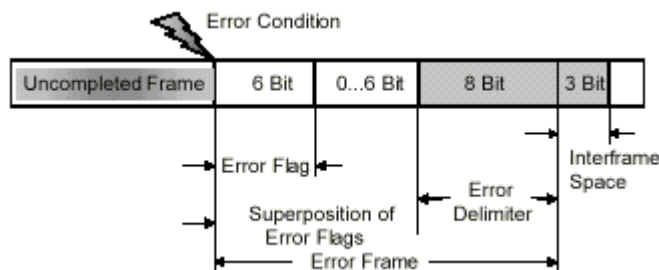 Error Condition
Uncompleted Frame 6 Bit 0...6 Bit 8 Bit 3 Bit
Error Flag
Interframe
Space
Error
Delimiter
Superposition of
Error Flags
Error Frame